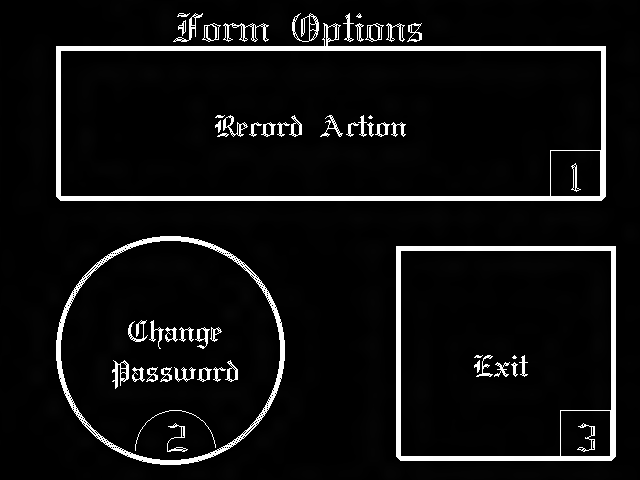 Form Options
Record Action
1
Change
Password
2
Exit
3